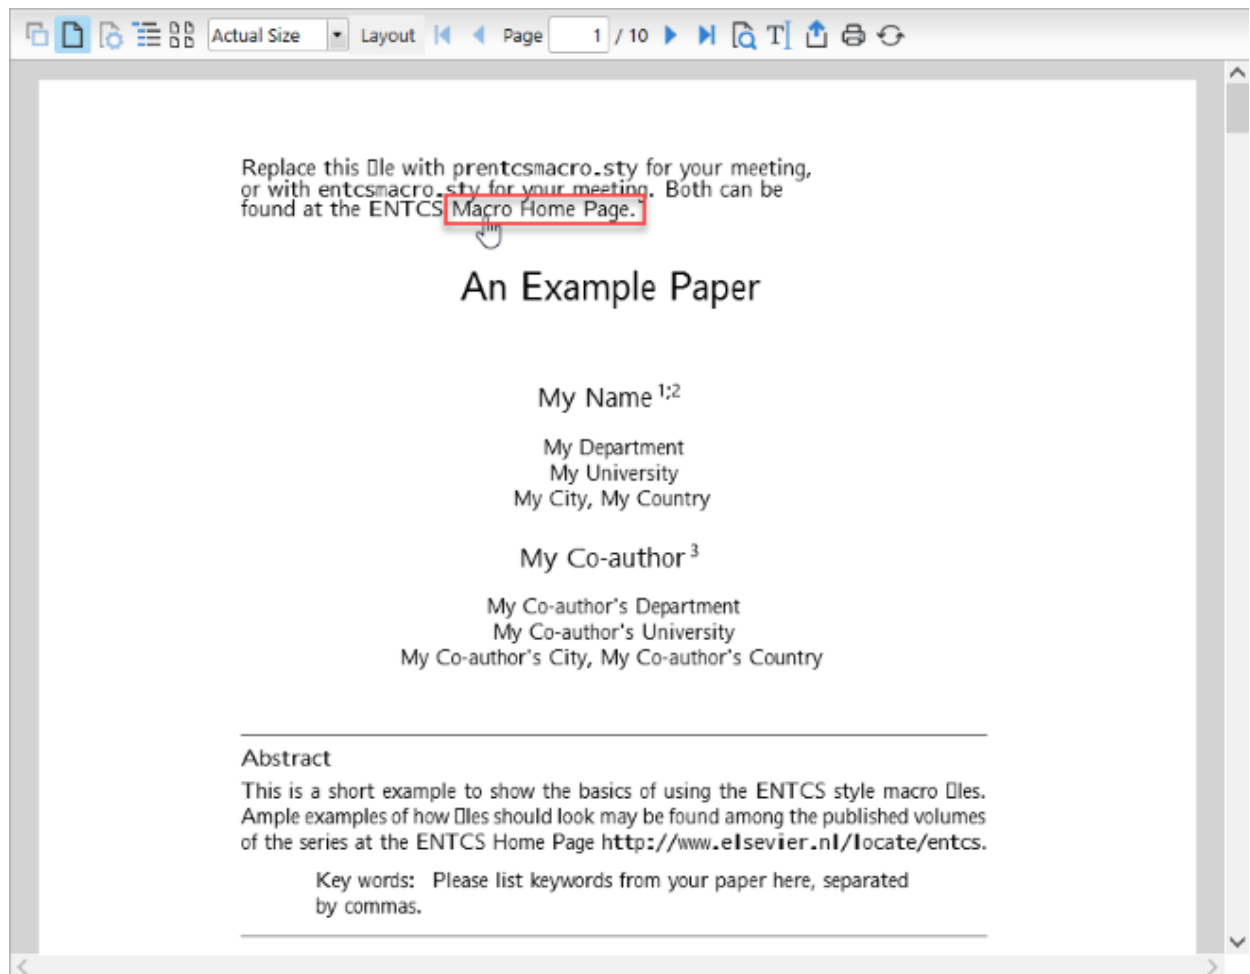 Actual Size Layout Page 1 / 10
Replace this ▯le with prentcsmacro.sty for your meeting,
or with entcsmacro.sty for your meeting. Both can be
found at the ENTCS Macro Home Page.
An Example Paper
My Name 1;2
My Department
My University
My City, My Country
My Co-author 3
My Co-author's Department
My Co-author's University
My Co-author's City, My Co-author's Country
Abstract
This is a short example to show the basics of using the ENTCS style macro ▯les.
Ample examples of how ▯les should look may be found among the published volumes
of the series at the ENTCS Home Page http://www.elsevier.nl/locate/entcs.
Key words: Please list keywords from your paper here, separated
by commas.